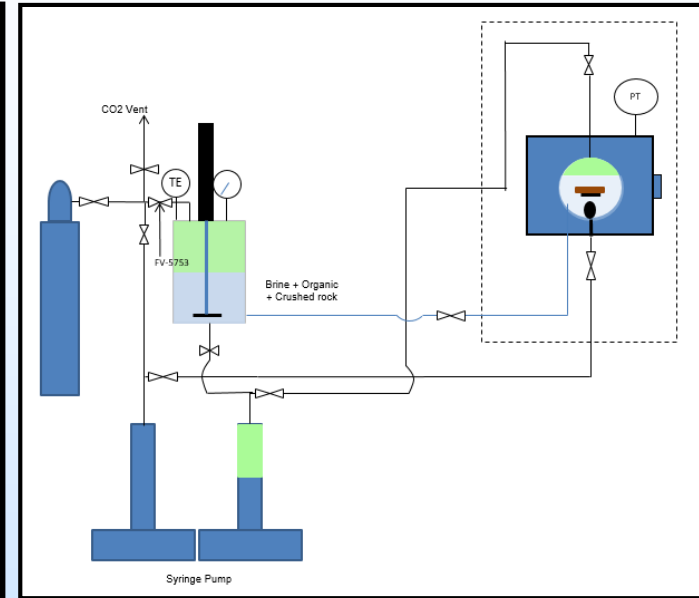 CO2 Vent
PT
TE
FV-5753
Brine + Organic
+ Crushed rock
Syringe Pump